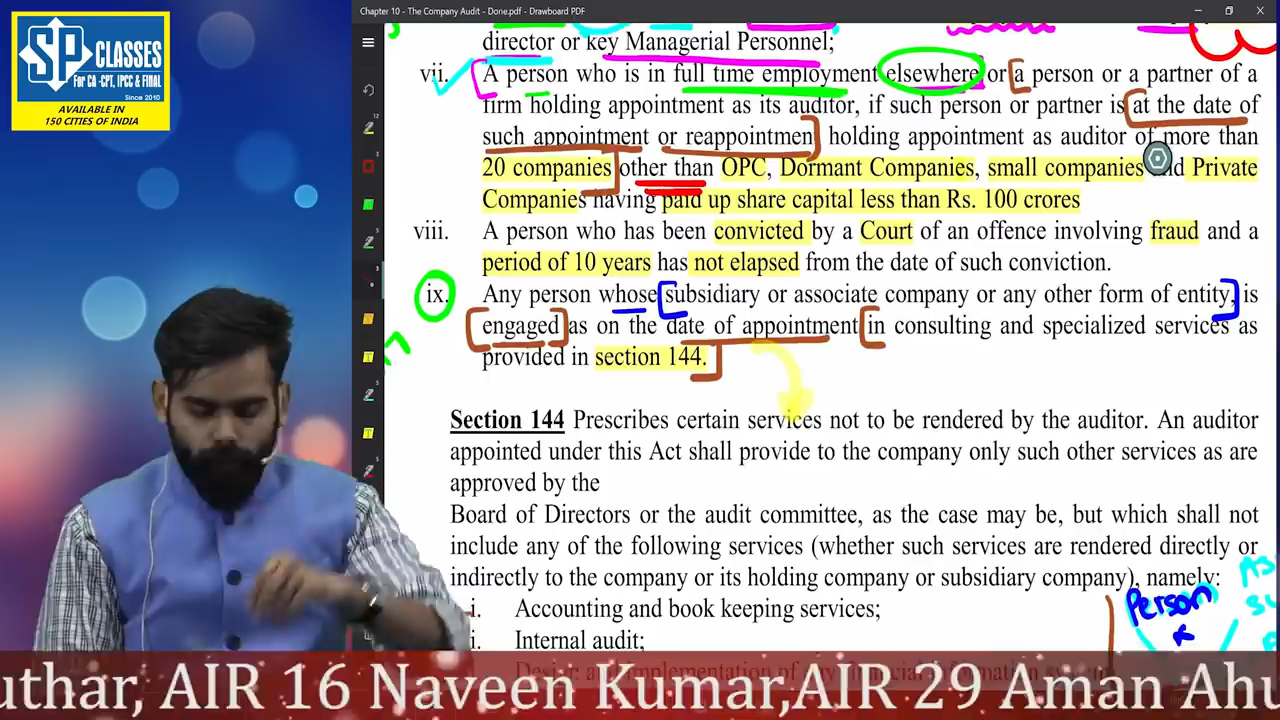 Chapter 10 - The Company Audit - Done.pdf - Drawboard PDF
SP
CLASSES
For CA-CPT, IPCC & FINAL
Since 2010
AVAILABLE IN
150 CITIES OF INDIA
director or key Managerial Personnel;
vii. A person who is in full time employment elsewhere or a person or a partner of a
firm holding appointment as its auditor, if such person or partner is at the date of
such appointment or reappointment holding appointment as auditor of more than
20 companies other than OPC, Dormant Companies, small companies and Private
Companies having paid up share capital less than Rs. 100 crores
viii. A person who has been convicted by a Court of an offence involving fraud and a
period of 10 years has not elapsed from the date of such conviction.
ix. Any person whose subsidiary or associate company or any other form of entity, is
engaged as on the date of appointment in consulting and specialized services as
provided in section 144.
Section 144 Prescribes certain services not to be rendered by the auditor. An auditor
appointed under this Act shall provide to the company only such other services as are
approved by the
Board of Directors or the audit committee, as the case may be, but which shall not
include any of the following services (whether such services are rendered directly or
indirectly to the company or its holding company or subsidiary company), namely:
i. Accounting and book keeping services;
i. Internal audit;
Person
uthar, AIR 16 Naveen Kumar,AIR 29 Aman Ahu